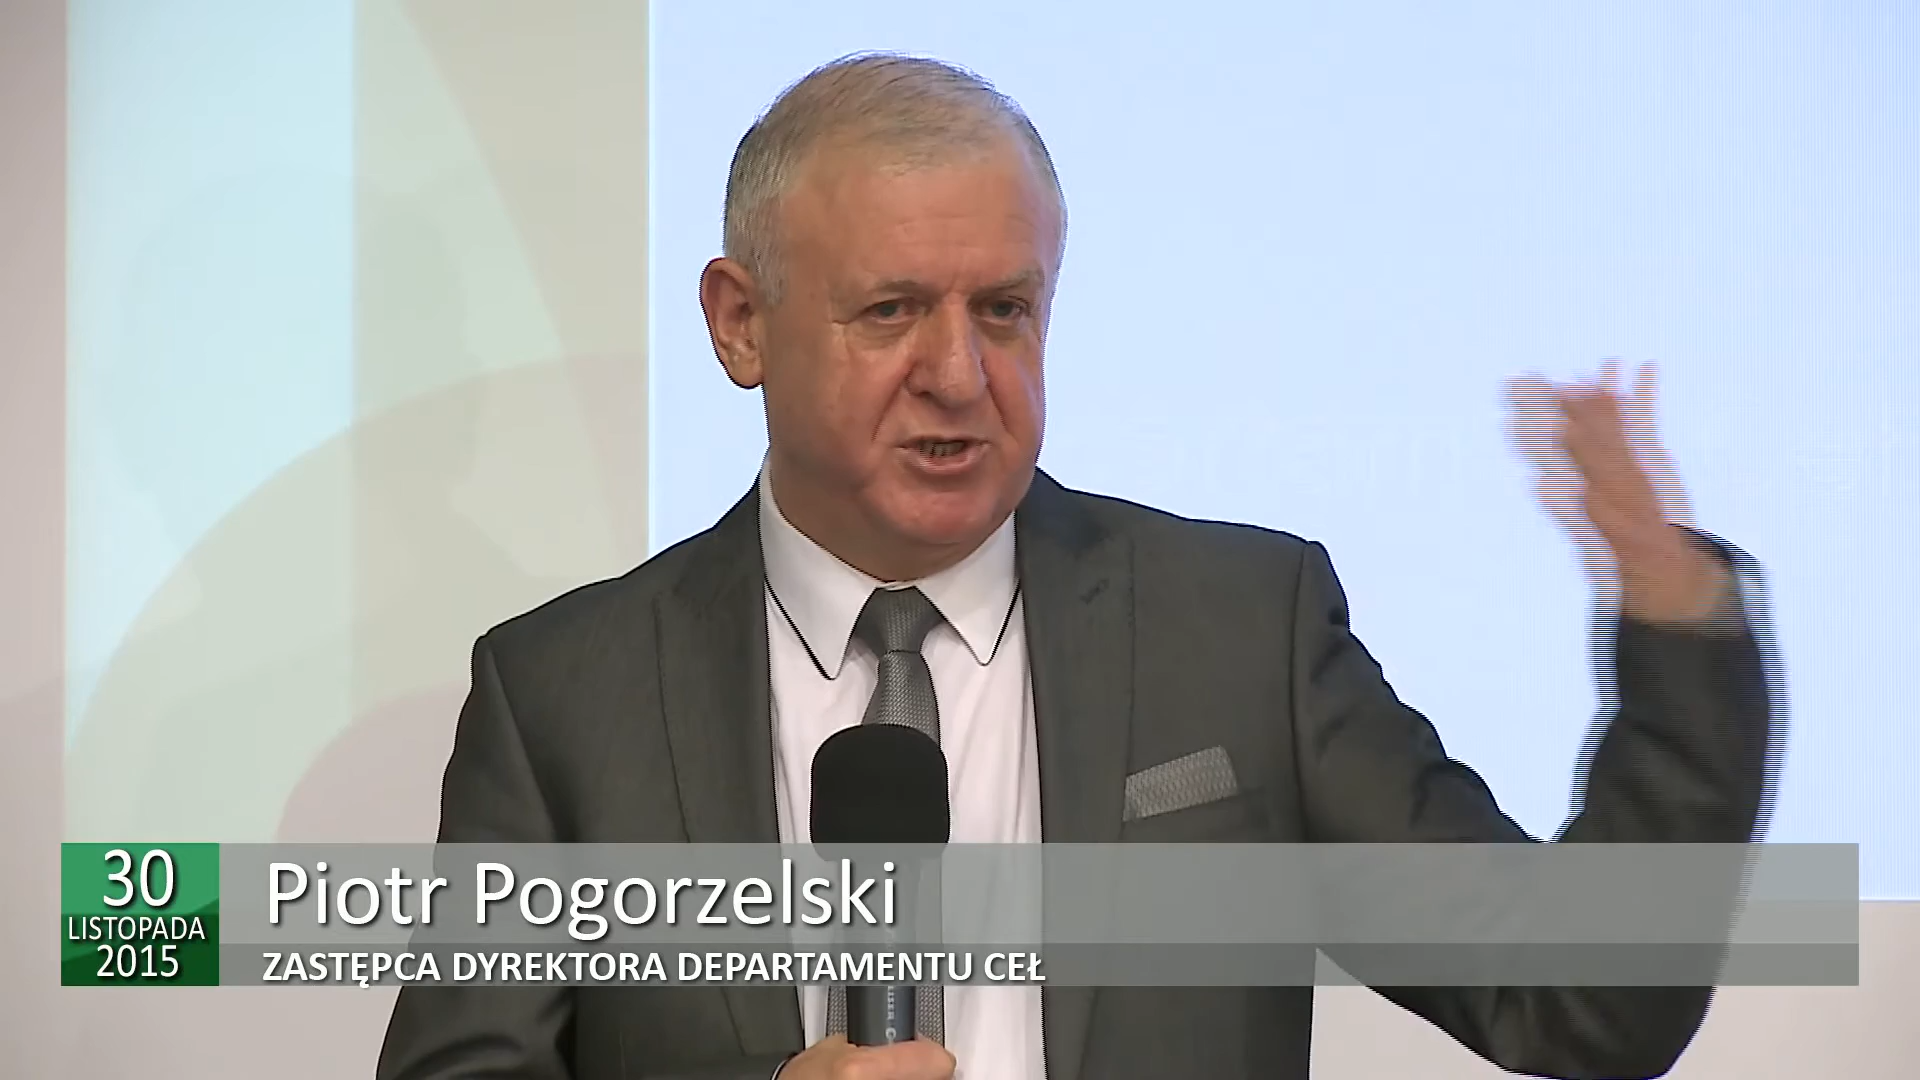 30
LISTOPADA
2015
Piotr Pogorzelski
ZASTĘPCA DYREKTORA DEPARTAMENTU CEŁ